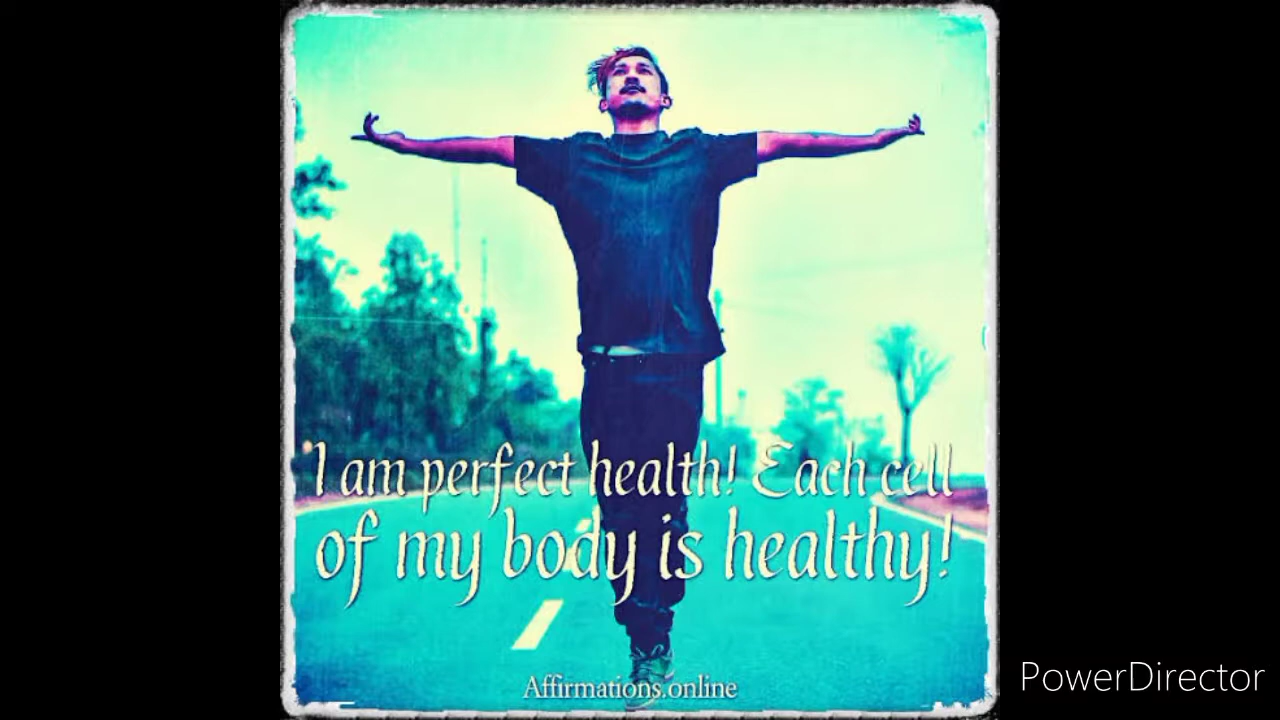 I am perfect health! Each cell
of my body is healthy!
Affirmations.online
PowerDirector